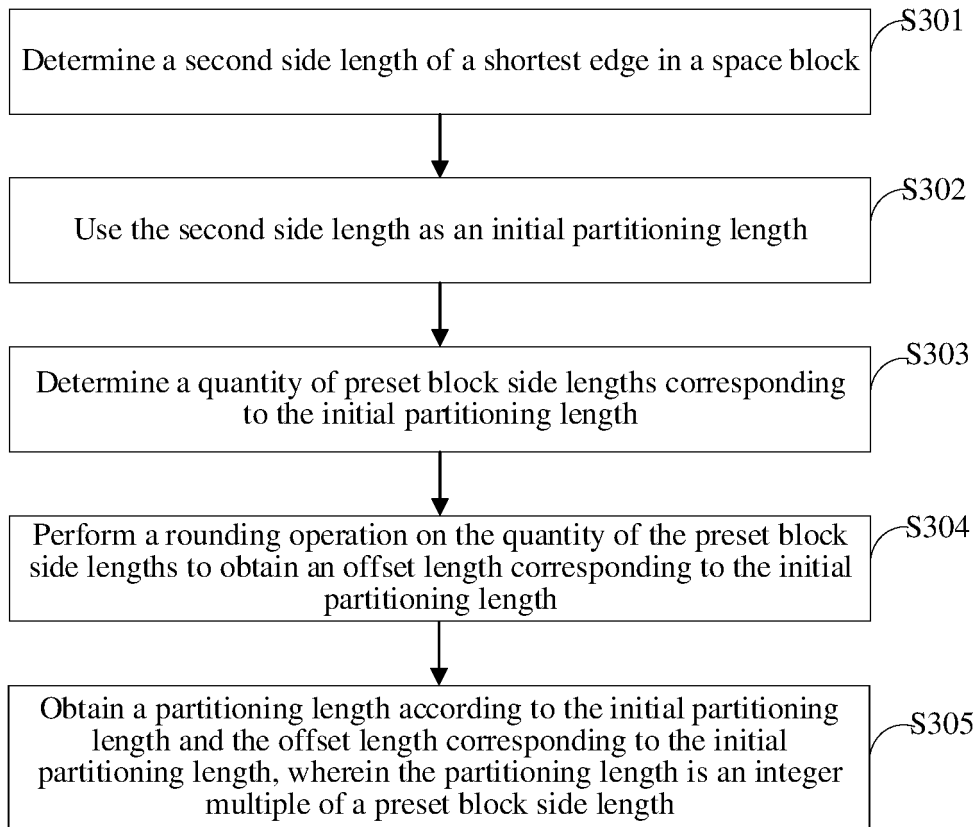 S301
Determine a second side length of a shortest edge in a space block
S302
Use the second side length as an initial partitioning length
S303
Determine a quantity of preset block side lengths corresponding
to the initial partitioning length
S304
Perform a rounding operation on the quantity of the preset block
side lengths to obtain an offset length corresponding to the initial
partitioning length
S305
Obtain a partitioning length according to the initial partitioning
length and the offset length corresponding to the initial
partitioning length, wherein the partitioning length is an integer
multiple of a preset block side length